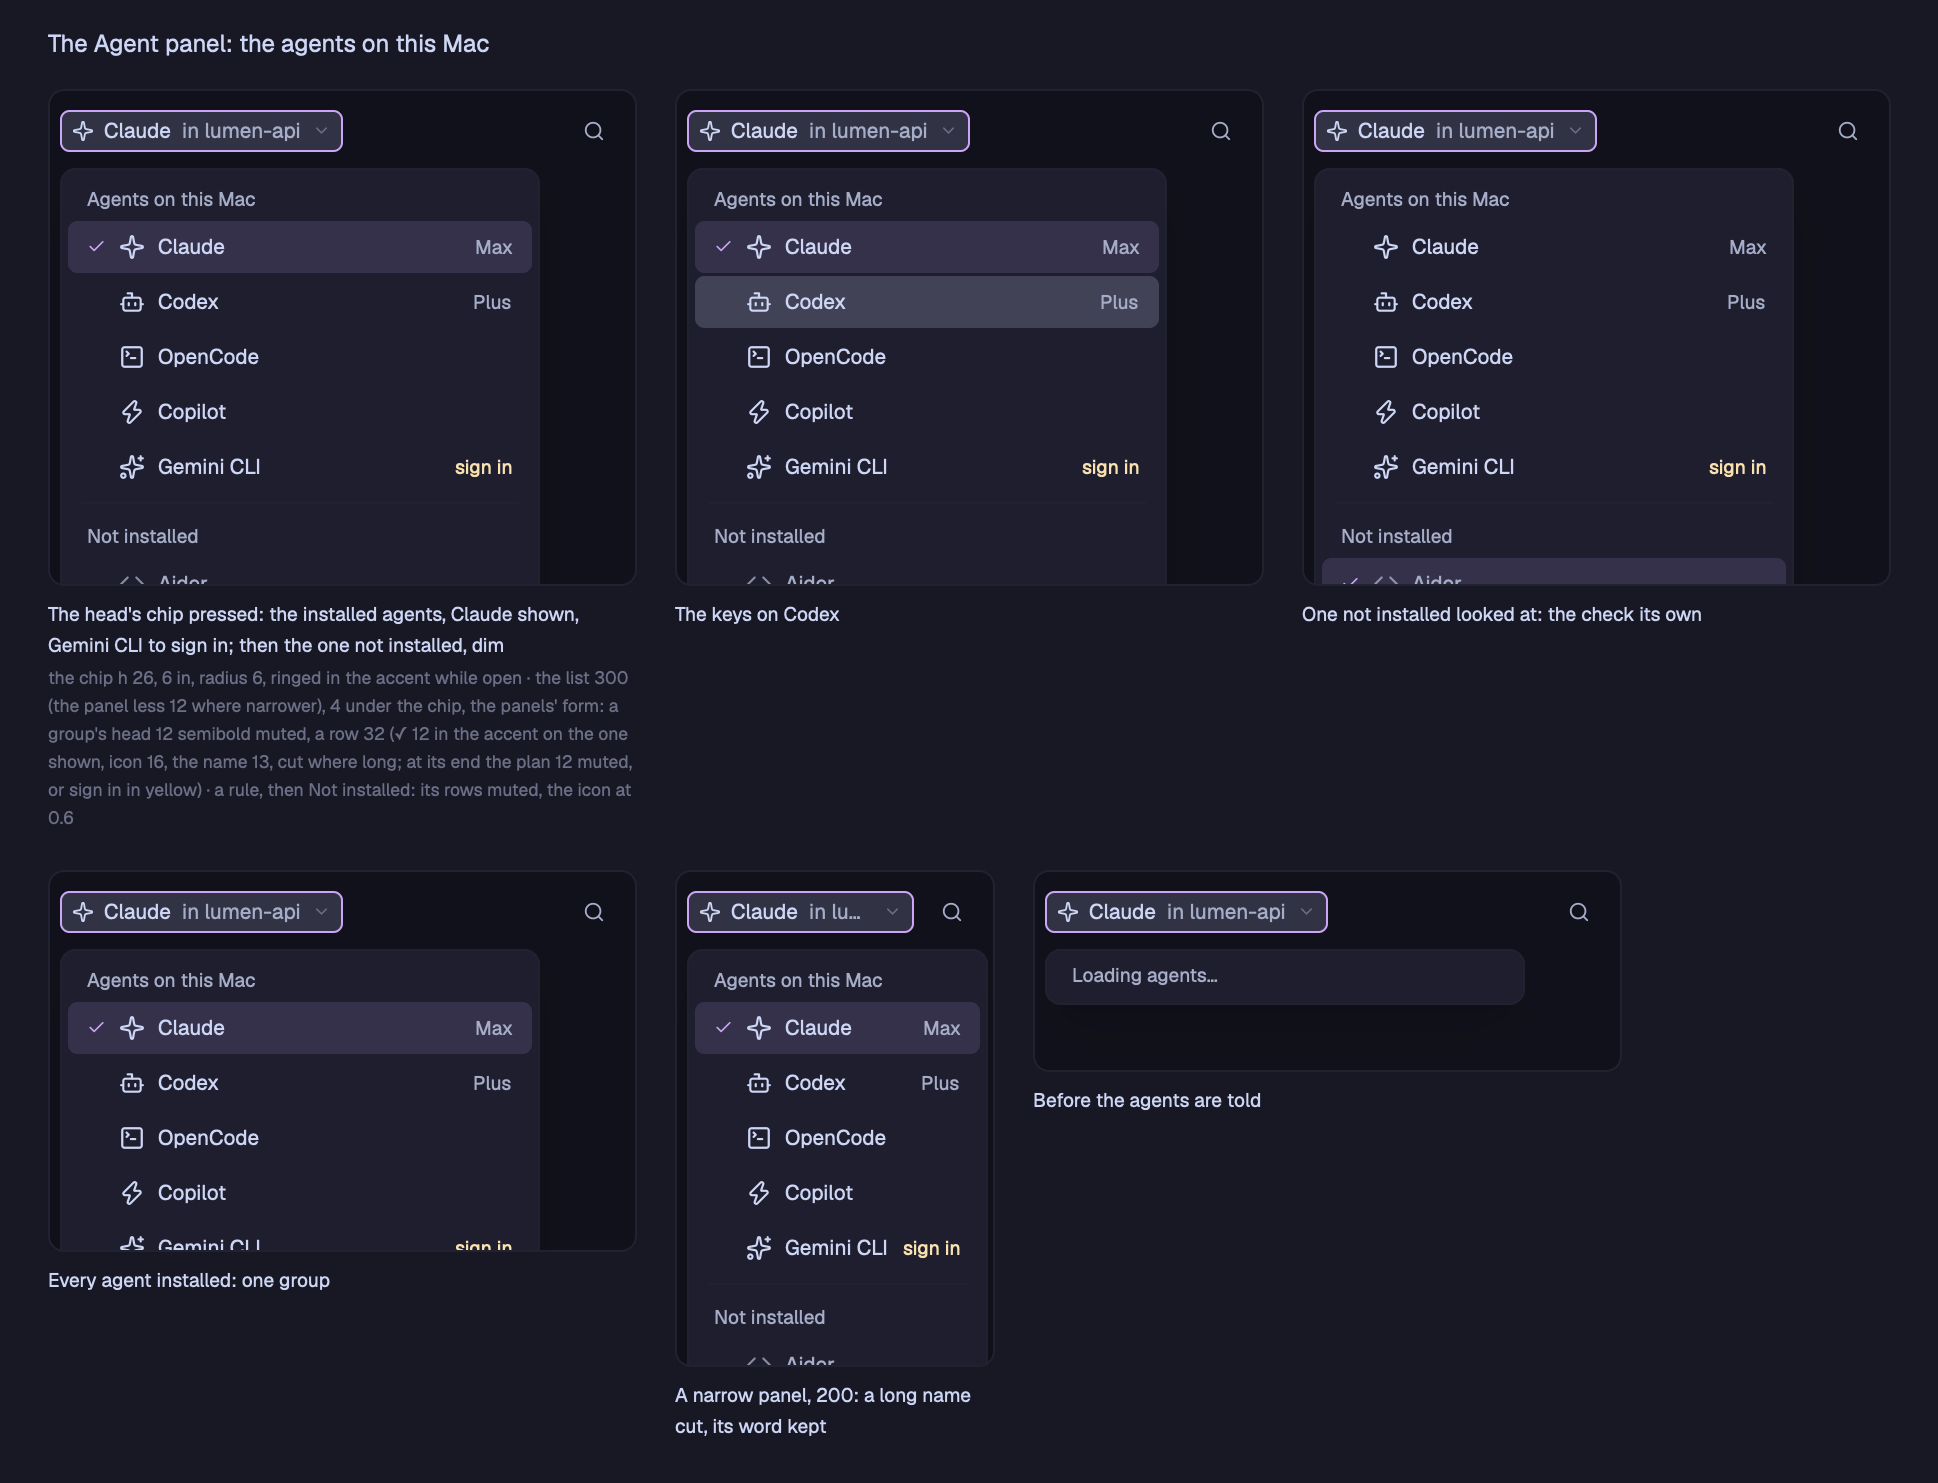 The Agent panel: the agents on this Mac
Claude in lumen-api
Agents on this Mac
Claude Max
Codex Plus
OpenCode
Copilot
Gemini CLI sign in
Not installed
Aider
The head's chip pressed: the installed agents, Claude shown,
Gemini CLI to sign in; then the one not installed, dim
the chip h 26, 6 in, radius 6, ringed in the accent while open · the list 300
(the panel less 12 where narrower), 4 under the chip, the panels' form: a
group's head 12 semibold muted, a row 32 (✓ 12 in the accent on the one
shown, icon 16, the name 13, cut where long; at its end the plan 12 muted,
or sign in in yellow) · a rule, then Not installed: its rows muted, the icon at
0.6
Claude in lumen-api
Agents on this Mac
Claude Max
Codex Plus
OpenCode
Copilot
Gemini CLI sign in
Not installed
Aider
The keys on Codex
Claude in lumen-api
Agents on this Mac
Claude Max
Codex Plus
OpenCode
Copilot
Gemini CLI sign in
Not installed
Aider
One not installed looked at: the check its own
Claude in lumen-api
Agents on this Mac
Claude Max
Codex Plus
OpenCode
Copilot
Gemini CLI sign in
Every agent installed: one group
Claude in lu...
Agents on this Mac
Claude Max
Codex Plus
OpenCode
Copilot
Gemini CLI sign in
Not installed
Aider
A narrow panel, 200: a long name
cut, its word kept
Claude in lumen-api
Loading agents...
Before the agents are told